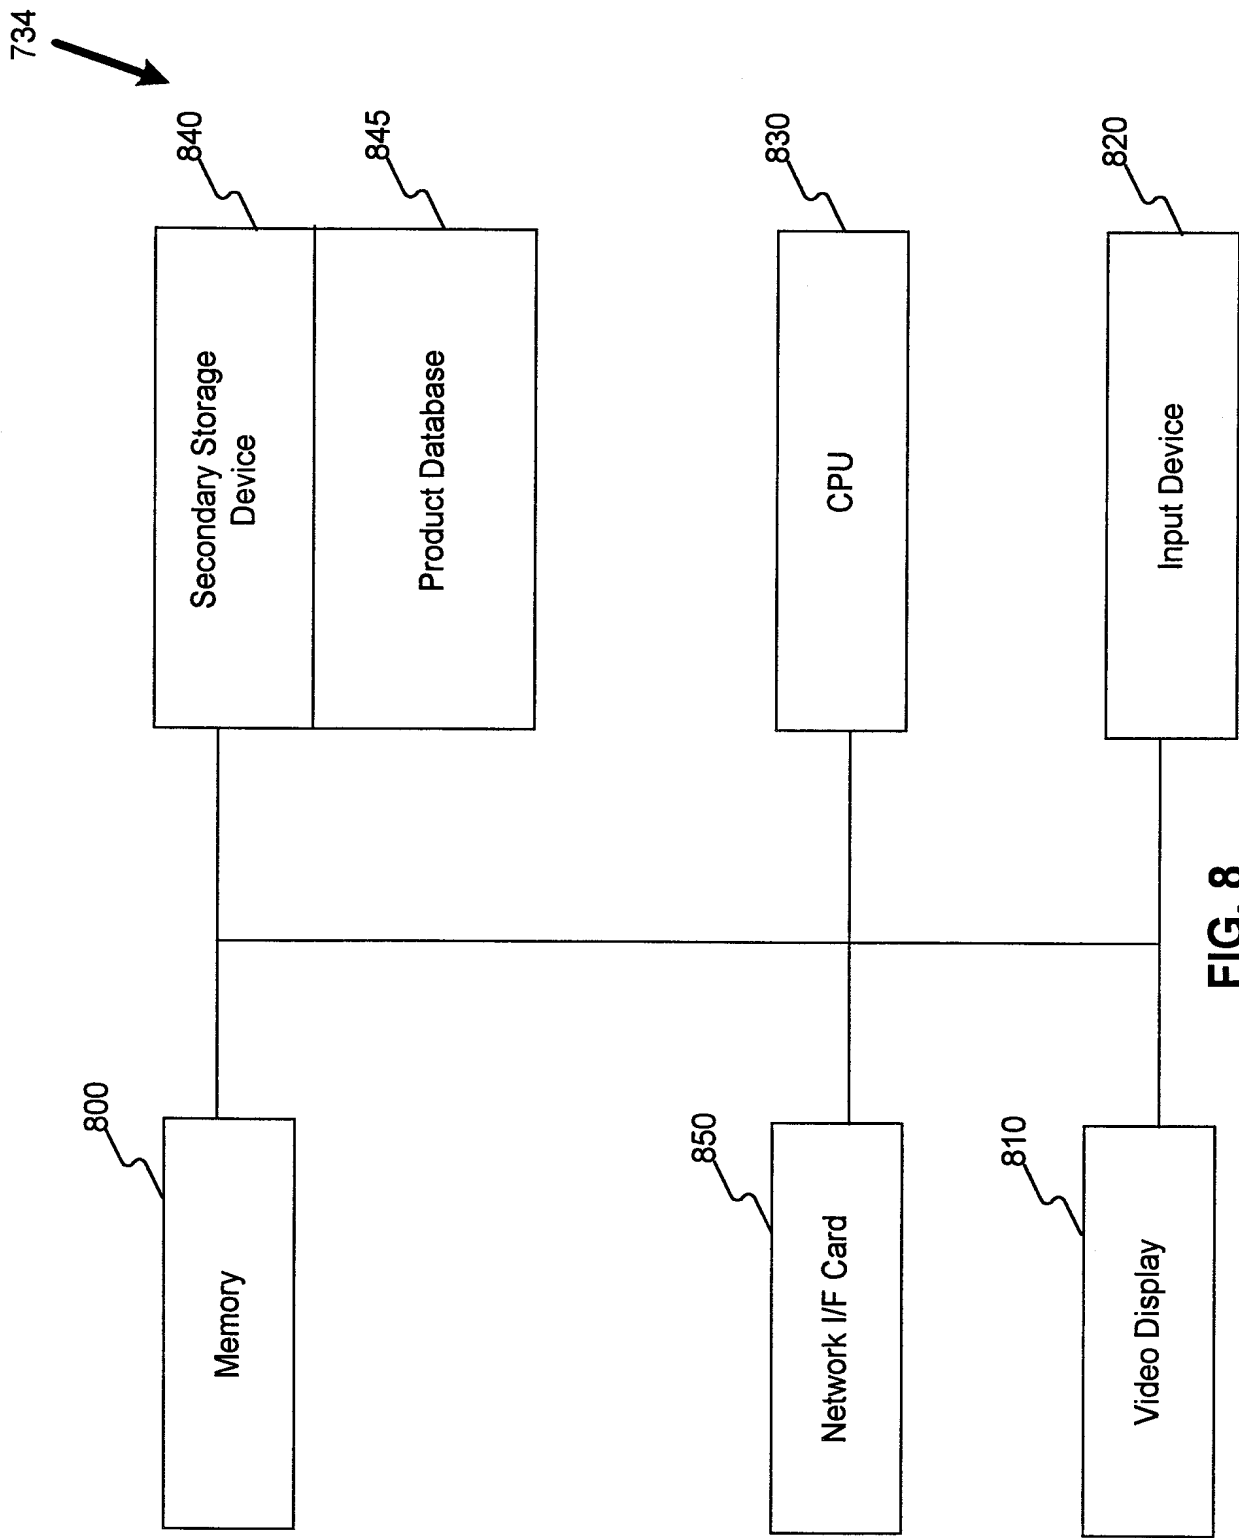 734
840
Secondary Storage
Device
845
Product Database
830
CPU
820
Input Device
800
Memory
850
Network I/F Card
810
Video Display
FIG. 8